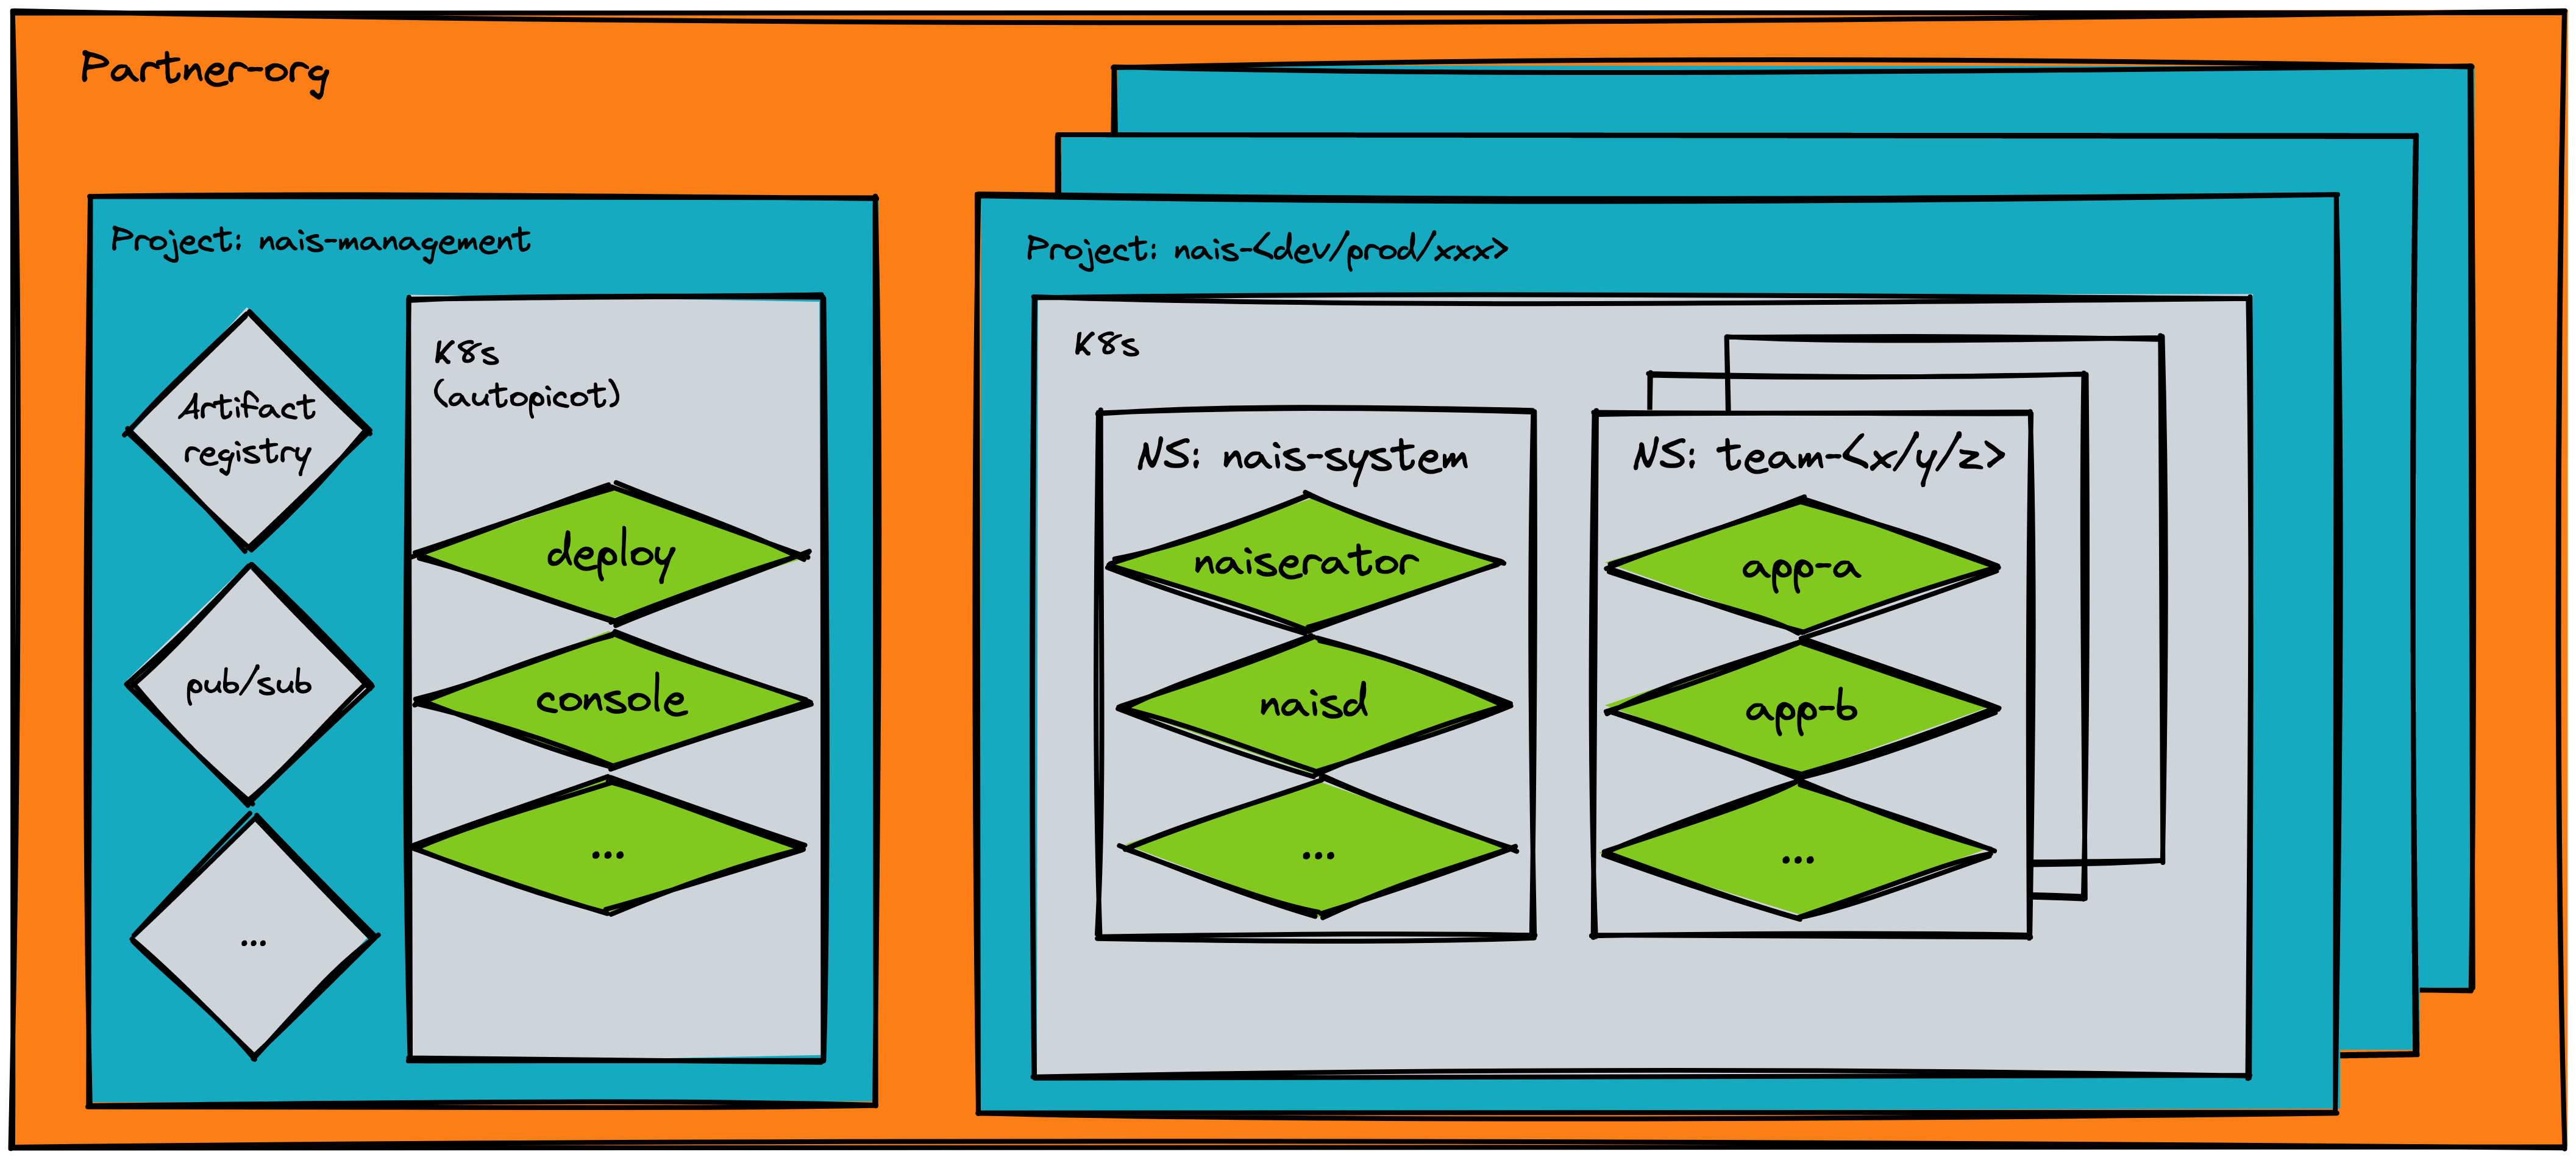 Partner-org
Project: nais-management
Artifact
registry
pub/sub
...
K8s
(autopicot)
deploy
console
...
Project: nais-<dev/prod/xxx>
K8s
NS: nais-system
naiserator
naisd
...
NS: team-<x/y/z>
app-a
app-b
...